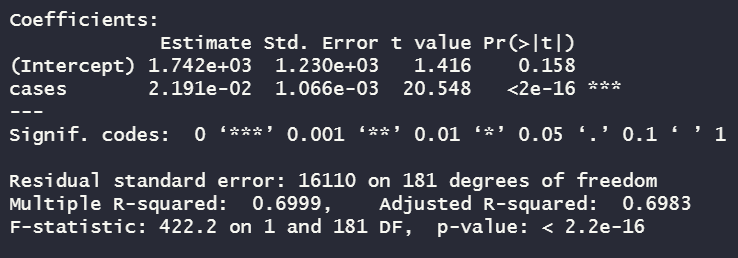 Coefficients:
             Estimate Std. Error t value Pr(>|t|)
(Intercept) 1.742e+03  1.230e+03   1.416    0.158
cases       2.191e-02  1.066e-03  20.548   <2e-16 ***
---
Signif. codes:  0 ‘***’ 0.001 ‘**’ 0.01 ‘*’ 0.05 ‘.’ 0.1 ‘ ’ 1

Residual standard error: 16110 on 181 degrees of freedom
Multiple R-squared:  0.6999,    Adjusted R-squared:  0.6983
F-statistic: 422.2 on 1 and 181 DF,  p-value: < 2.2e-16